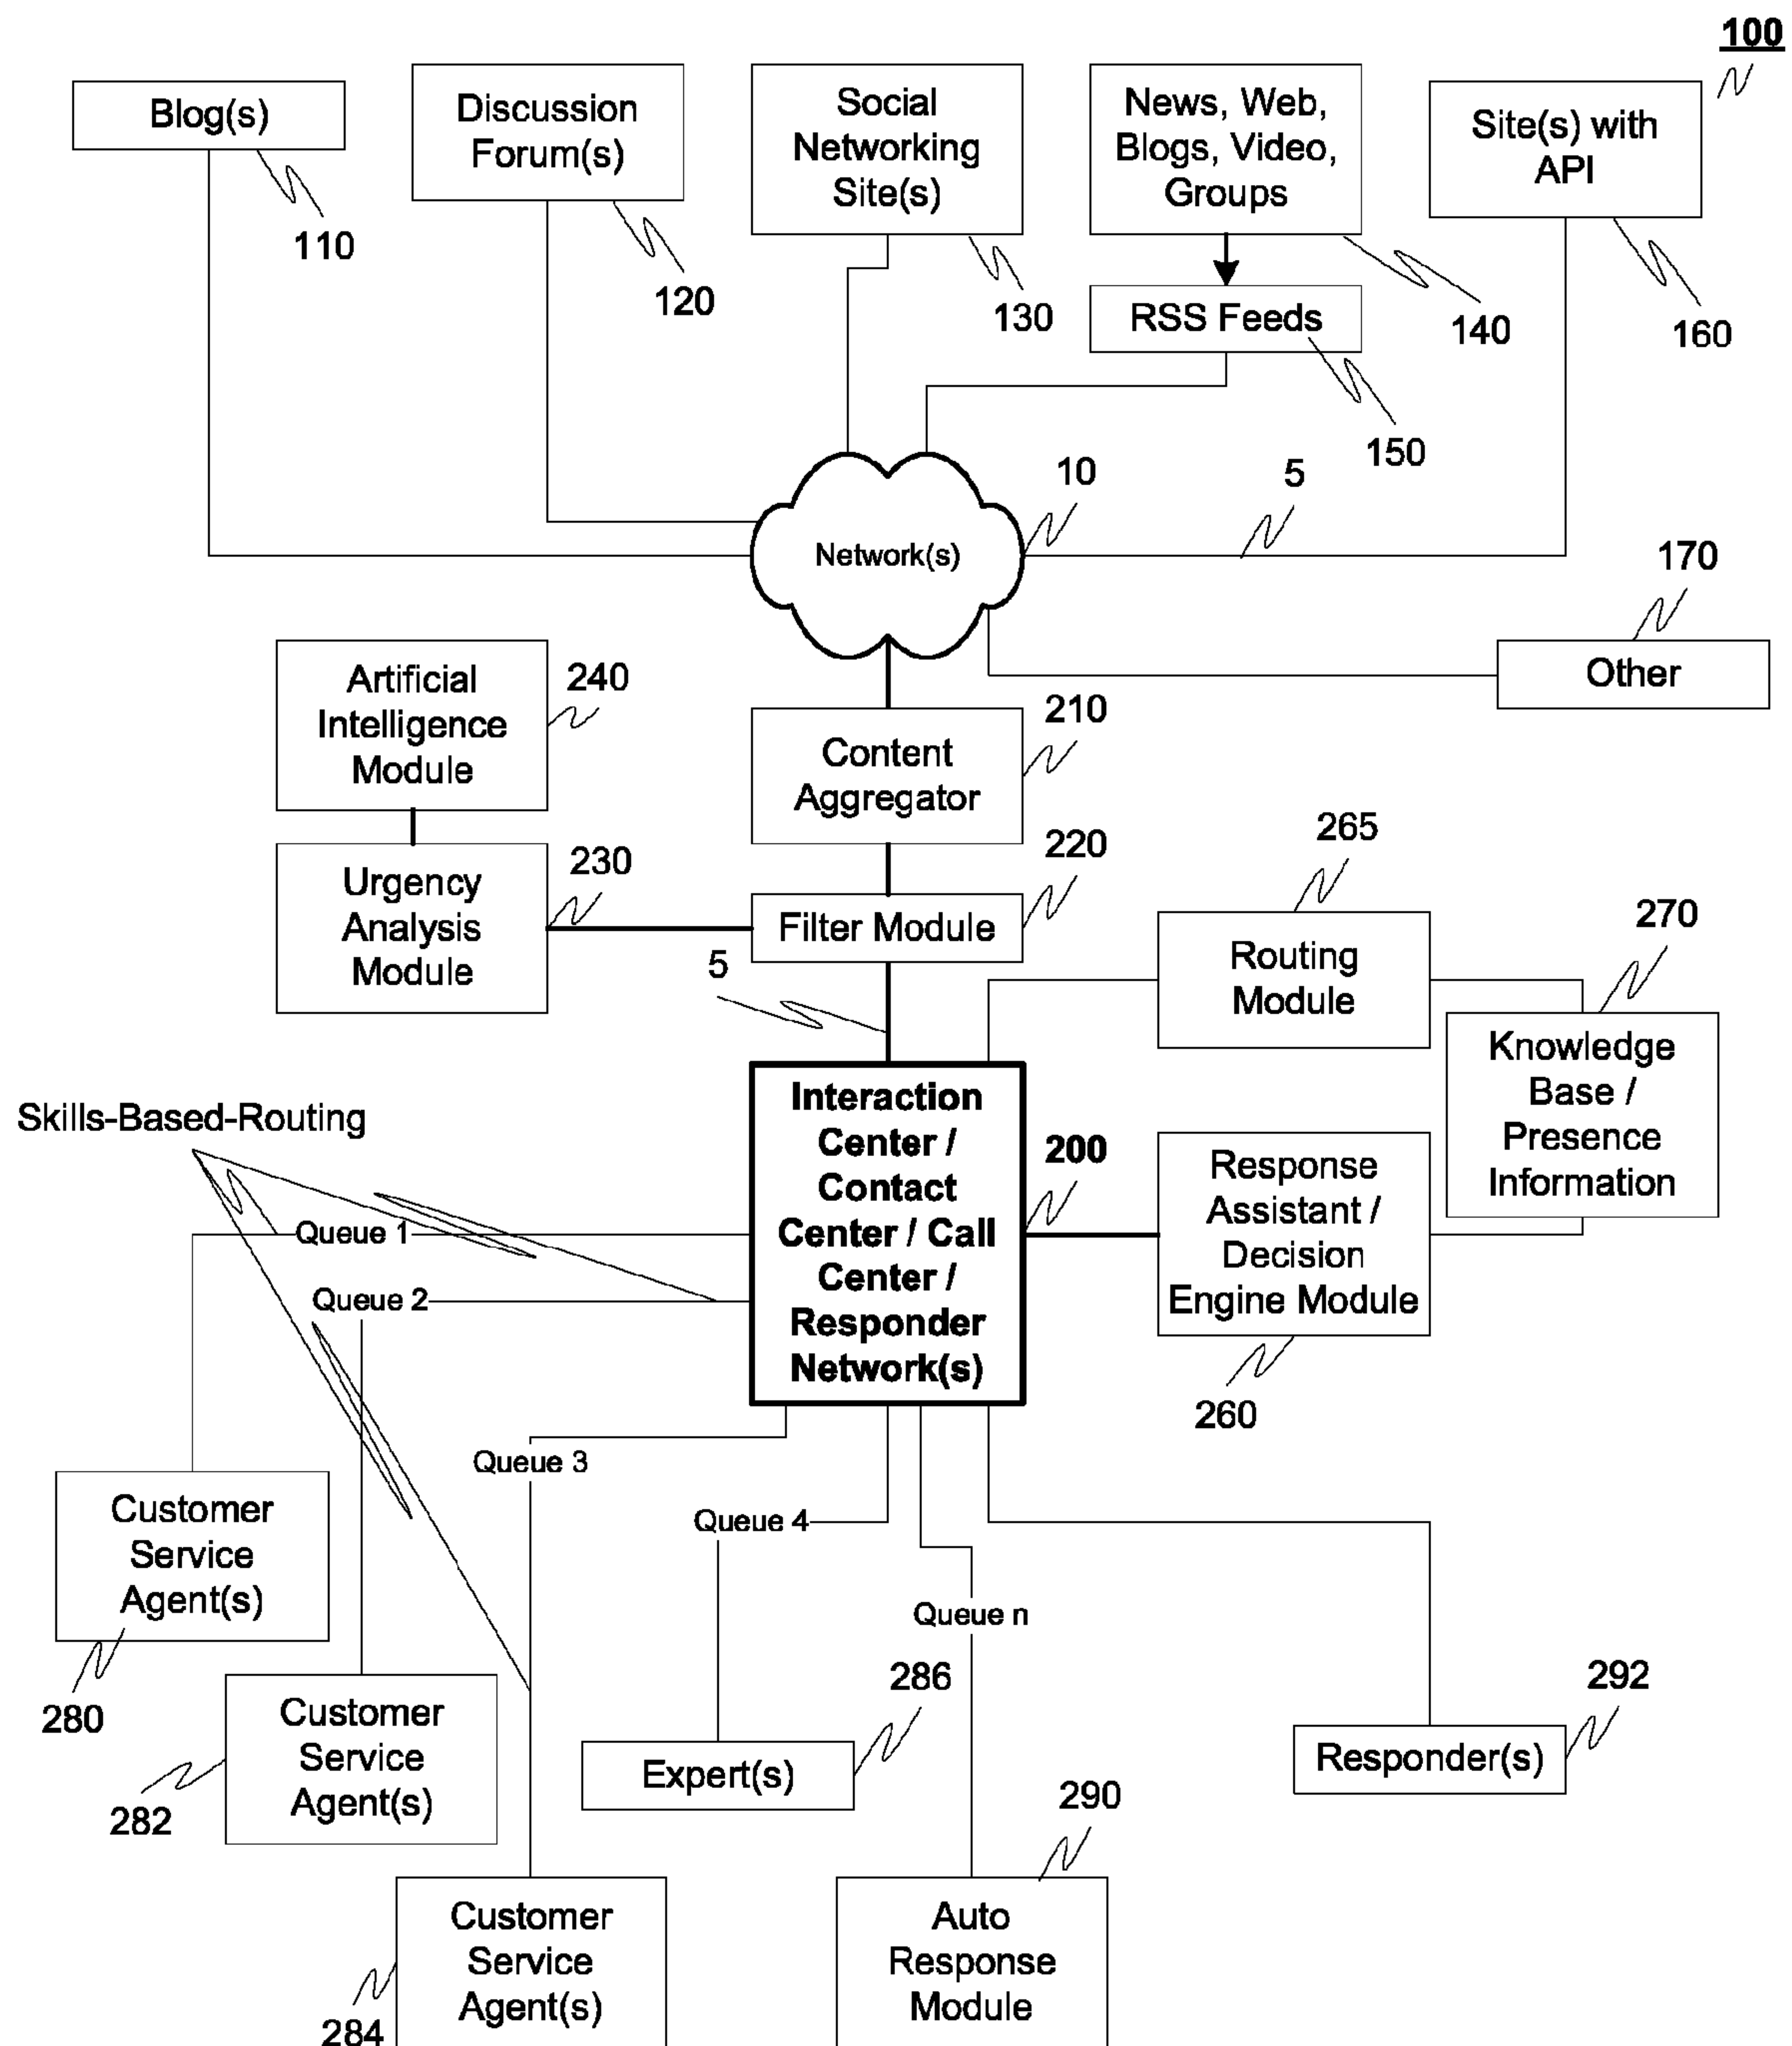 100
Blog(s)
110
Discussion
Forum(s)
120
Social
Networking
Site(s)
130
News, Web,
Blogs, Video,
Groups
140
RSS Feeds
150
Site(s) with
API
160
Network(s)
10
5
170
Other
Artificial
Intelligence
Module
240
210
Content
Aggregator
Urgency
Analysis
Module
230
220
Filter Module
5
265
Routing
Module
270
Knowledge
Base /
Presence
Information
Skills-Based-Routing
Interaction
Center /
Contact
Center / Call
Center /
Responder
Network(s)
200
Response
Assistant /
Decision
Engine Module
260
Queue 1
Queue 2
Queue 3
Queue 4
Queue n
Customer
Service
Agent(s)
280
Customer
Service
Agent(s)
282
Expert(s)
286
Responder(s)
292
Customer
Service
Agent(s)
284
290
Auto
Response
Module